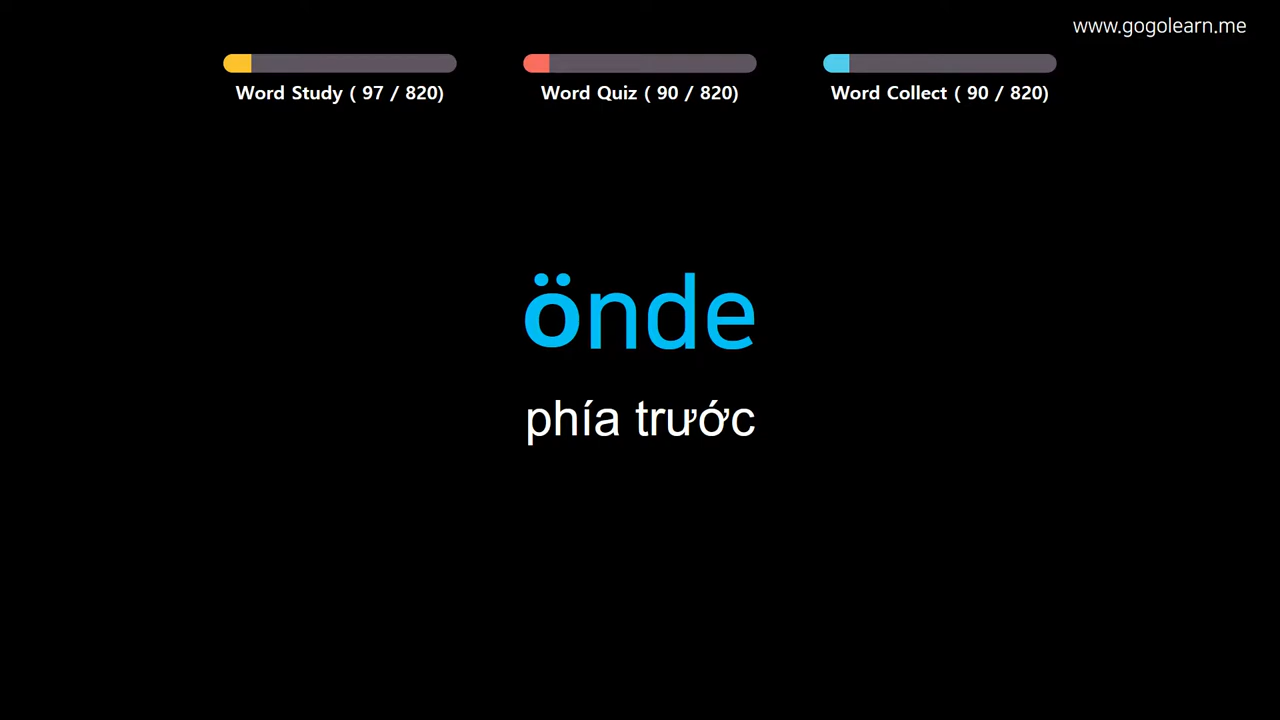 www.gogolearn.me
Word Study ( 97 / 820)
Word Quiz ( 90 / 820)
Word Collect ( 90 / 820)
önde
phía trước